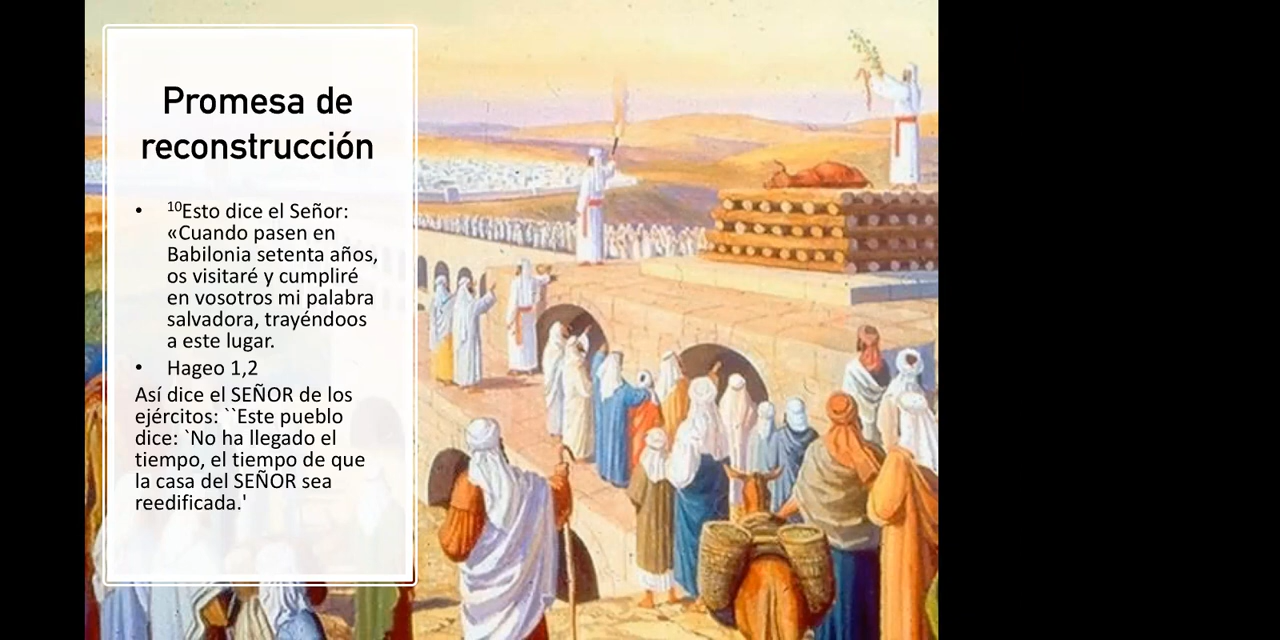 Promesa de
reconstrucción
• ¹⁰Esto dice el Señor:
«Cuando pasen en
Babilonia setenta años,
os visitaré y cumpliré
en vosotros mi palabra
salvadora, trayéndoos
a este lugar.
• Hageo 1,2
Así dice el SEÑOR de los
ejércitos: ``Este pueblo
dice: `No ha llegado el
tiempo, el tiempo de que
la casa del SEÑOR sea
reedificada.'